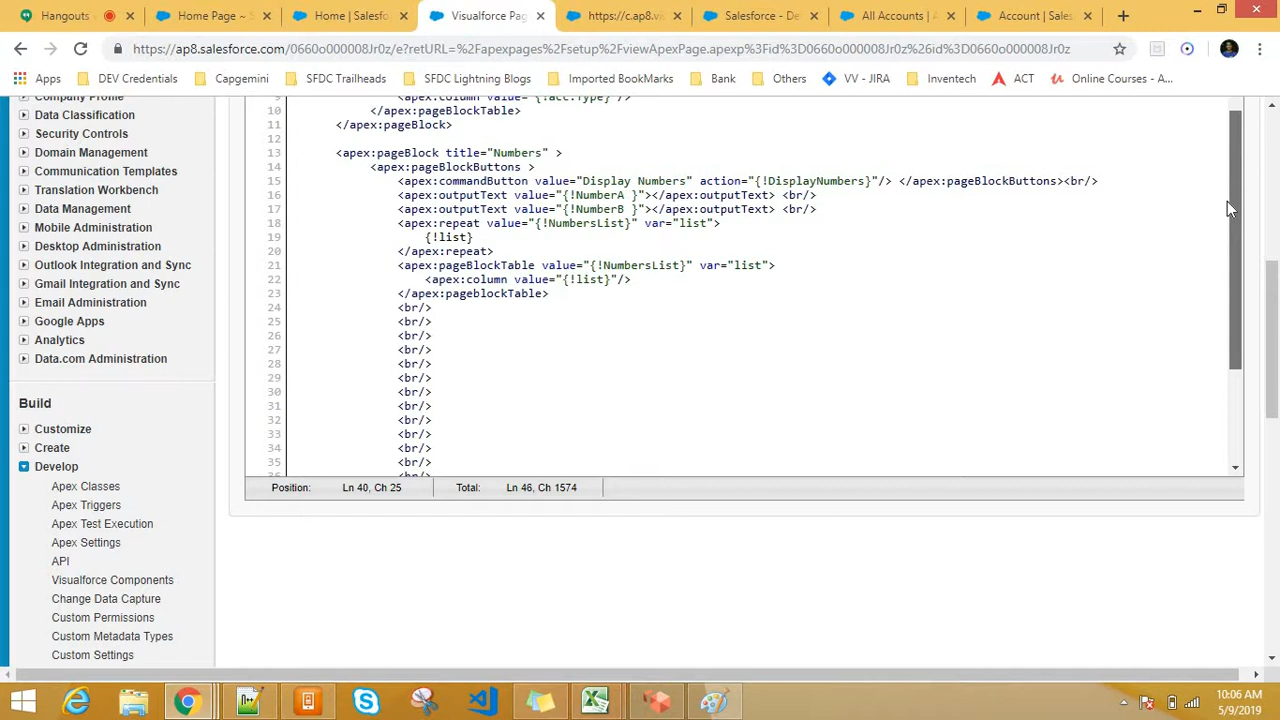 Hangouts
Home Page ~ S
Home | Salesfo
Visualforce Pag
https://c.ap8.vi
Salesforce - De
All Accounts | A
Account | Sales
https://ap8.salesforce.com/0660o000008Jr0z/e?retURL=%2Fapexpages%2Fsetup%2FviewApexPage.apexp%3Fid%3D0660o000008Jr0z%26id%3D0660o000008Jr0z
Apps
DEV Credentials
Capgemini
SFDC Trailheads
SFDC Lightning Blogs
Imported BookMarks
Bank
Others
VV - JIRA
Inventech
ACT
Online Courses - A...
Company Profile
Data Classification
Security Controls
Domain Management
Communication Templates
Translation Workbench
Data Management
Mobile Administration
Desktop Administration
Outlook Integration and Sync
Gmail Integration and Sync
Email Administration
Google Apps
Analytics
Data.com Administration
Build
Customize
Create
Develop
Apex Classes
Apex Triggers
Apex Test Execution
Apex Settings
API
Visualforce Components
Change Data Capture
Custom Permissions
Custom Metadata Types
Custom Settings
9 <apex:column value="{!acc.Type}"/>
10 </apex:pageBlockTable>
11 </apex:pageBlock>
12
13 <apex:pageBlock title="Numbers" >
14 <apex:pageBlockButtons >
15 <apex:commandButton value="Display Numbers" action="{!DisplayNumbers}"/> </apex:pageBlockButtons><br/>
16 <apex:outputText value="{!NumberA }"></apex:outputText> <br/>
17 <apex:outputText value="{!NumberB }"></apex:outputText> <br/>
18 <apex:repeat value="{!NumbersList}" var="list">
19 {!list}
20 </apex:repeat>
21 <apex:pageBlockTable value="{!NumbersList}" var="list">
22 <apex:column value="{!list}"/>
23 </apex:pageblockTable>
24 <br/>
25 <br/>
26 <br/>
27 <br/>
28 <br/>
29 <br/>
30 <br/>
31 <br/>
32 <br/>
33 <br/>
34 <br/>
35 <br/>
36 <br/>
Position: Ln 40, Ch 25 Total: Ln 46, Ch 1574
10:06 AM
5/9/2019